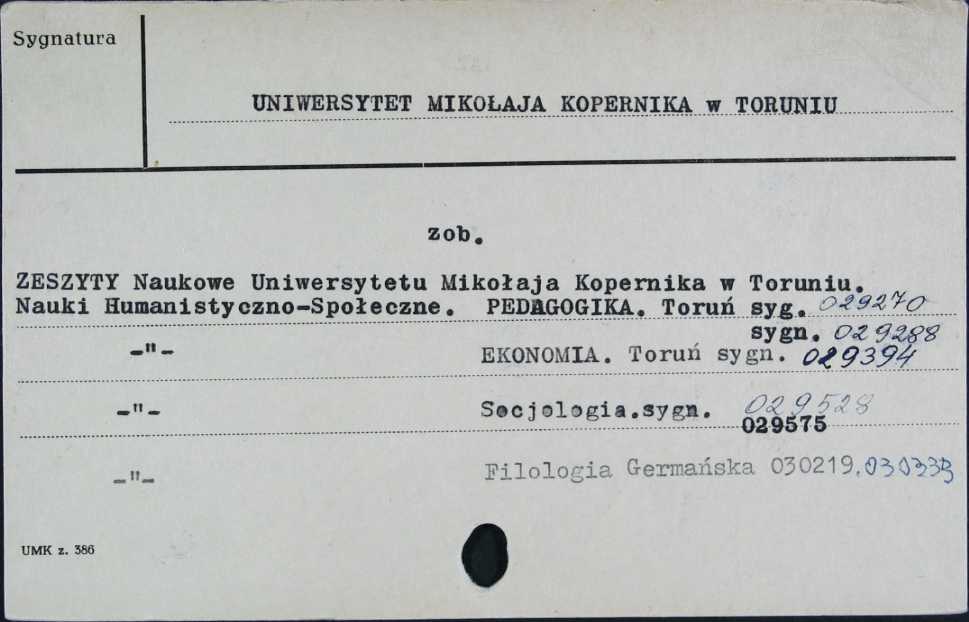 Sygnatura
UNIWERSYTET MIKOŁAJA KOPERNIKA w TORUNIU
zob.
ZESZYTY Naukowe Uniwersytetu Mikołaja Kopernika w Toruniu.
Nauki Humanistyczno-Społeczne. PEDAGOGIKA. Toruń syg. 029270
sygn. 029288
-"- EKONOMIA. Toruń sygn. 029394
-"- Socjologia.sygn. 029528
029575
-"- Filologia Germańska 030219, 030333
UMK z. 386